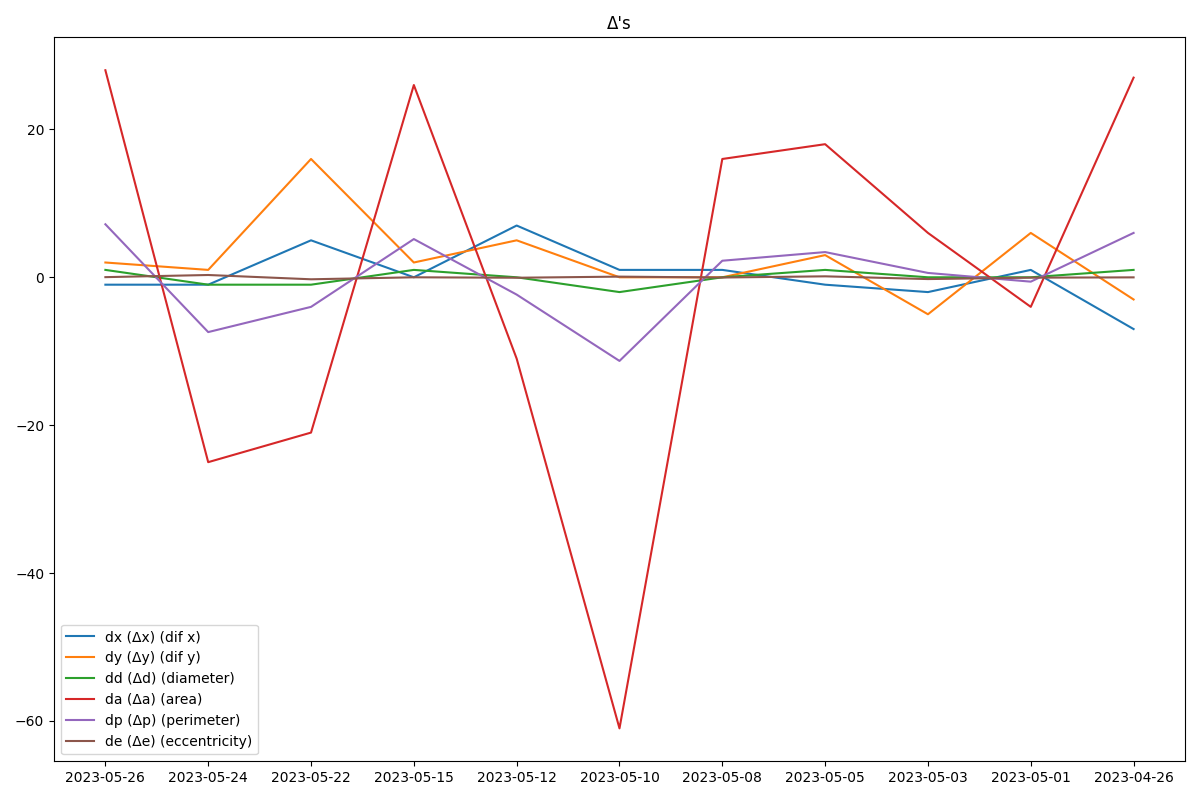 Δ's
20
0
−20
−40
−60
dx (Δx) (dif x)
dy (Δy) (dif y)
dd (Δd) (diameter)
da (Δa) (area)
dp (Δp) (perimeter)
de (Δe) (eccentricity)
2023-05-26 2023-05-24 2023-05-22 2023-05-15 2023-05-12 2023-05-10 2023-05-08 2023-05-05 2023-05-03 2023-05-01 2023-04-26